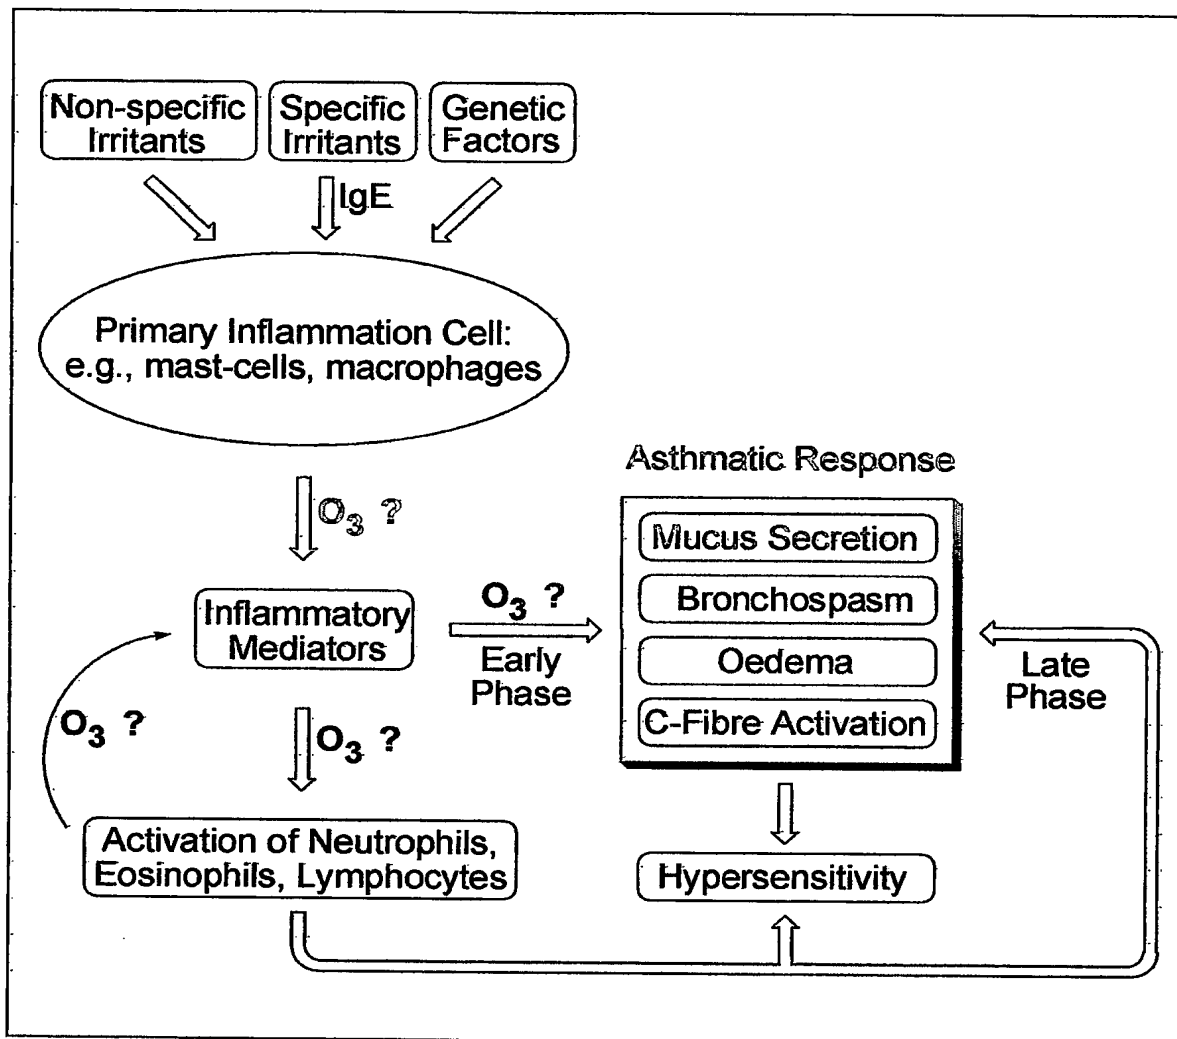 Non-specific
Irritants
Specific
Irritants
Genetic
Factors
IgE
Primary Inflammation Cell:
e.g., mast-cells, macrophages
O3 ?
Asthmatic Response
Mucus Secretion
Bronchospasm
Oedema
C-Fibre Activation
Inflammatory
Mediators
O3 ?
Early
Phase
Late
Phase
O3 ?
O3 ?
Activation of Neutrophils,
Eosinophils, Lymphocytes
Hypersensitivity